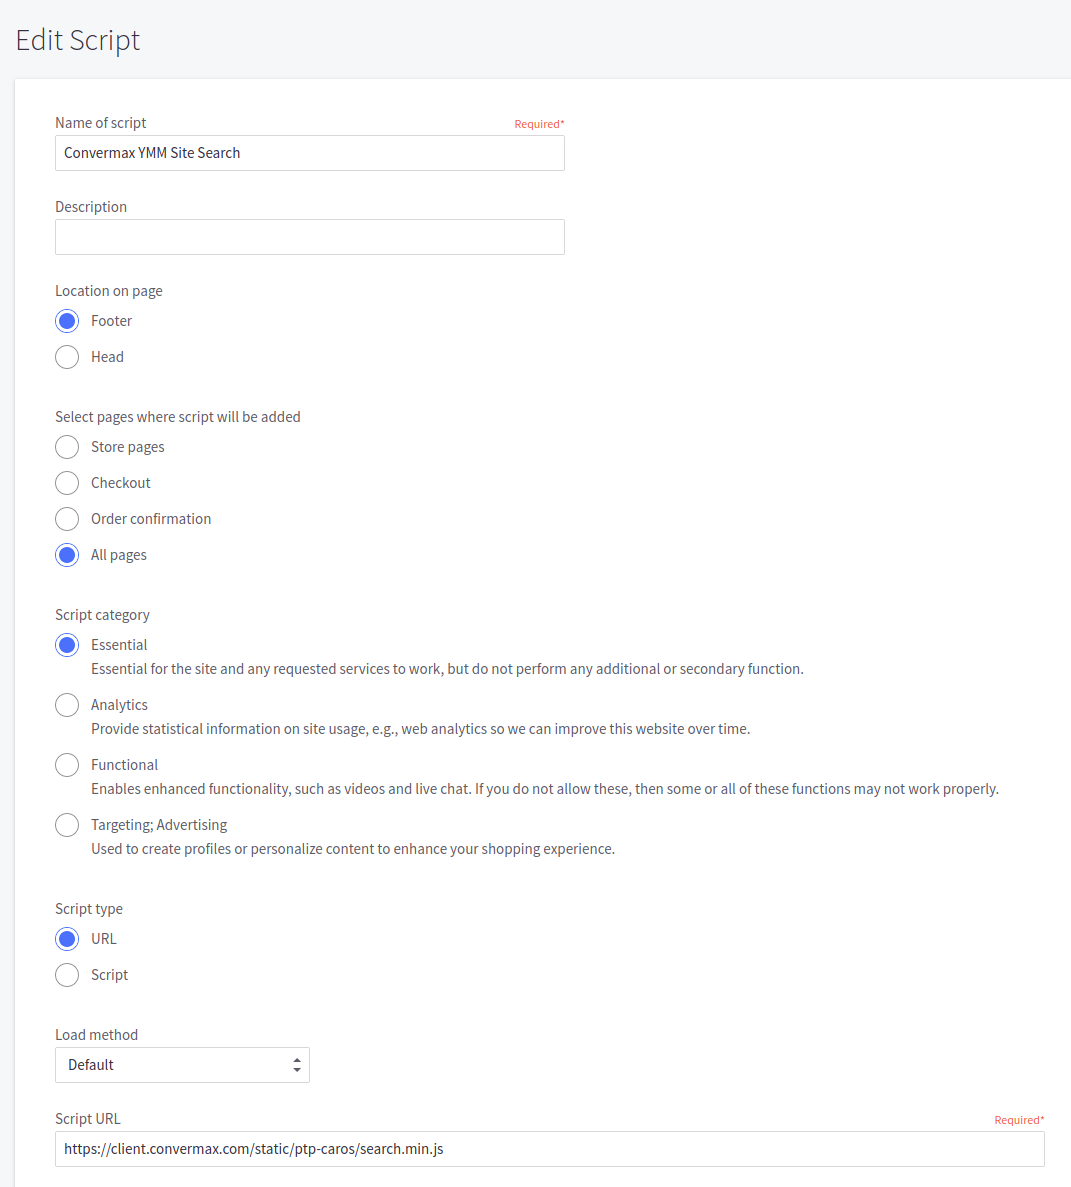 Edit Script
Name of script
Required*
Convermax YMM Site Search
Description
Location on page
Footer
Head
Select pages where script will be added
Store pages
Checkout
Order confirmation
All pages
Script category
Essential
Essential for the site and any requested services to work, but do not perform any additional or secondary function.
Analytics
Provide statistical information on site usage, e.g., web analytics so we can improve this website over time.
Functional
Enables enhanced functionality, such as videos and live chat. If you do not allow these, then some or all of these functions may not work properly.
Targeting; Advertising
Used to create profiles or personalize content to enhance your shopping experience.
Script type
URL
Script
Load method
Default
Script URL
Required*
https://client.convermax.com/static/ptp-caros/search.min.js